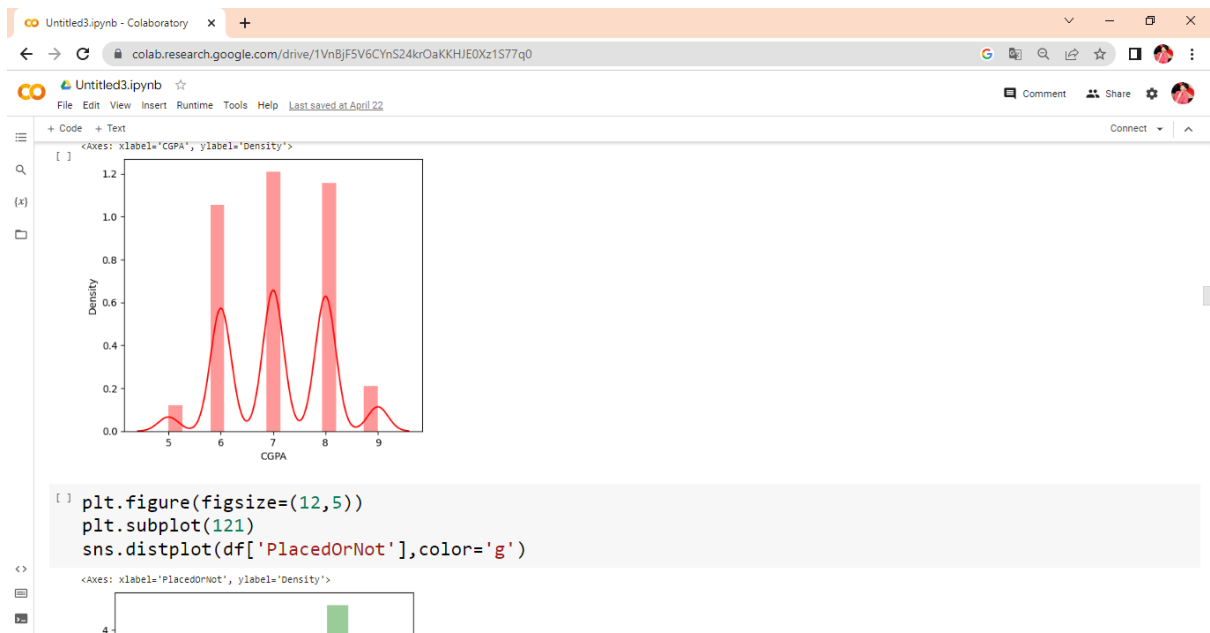 Untitled3.ipynb - Colaboratory
colab.research.google.com/drive/1VnBjF5V6CYnS24krOaKKHJE0Xz1S77q0
CO Untitled3.ipynb
Comment Share
File Edit View Insert Runtime Tools Help Last saved at April 22
+ Code + Text
Connect
<Axes: xlabel='CGPA', ylabel='Density'>
[ ]
1.2
1.0
0.8
0.6
0.4
0.2
0.0
Density
5 6 7 8 9
CGPA
[ ] plt.figure(figsize=(12,5))
plt.subplot(121)
sns.distplot(df['PlacedOrNot'],color='g')
<Axes: xlabel='PlacedOrNot', ylabel='Density'>
4